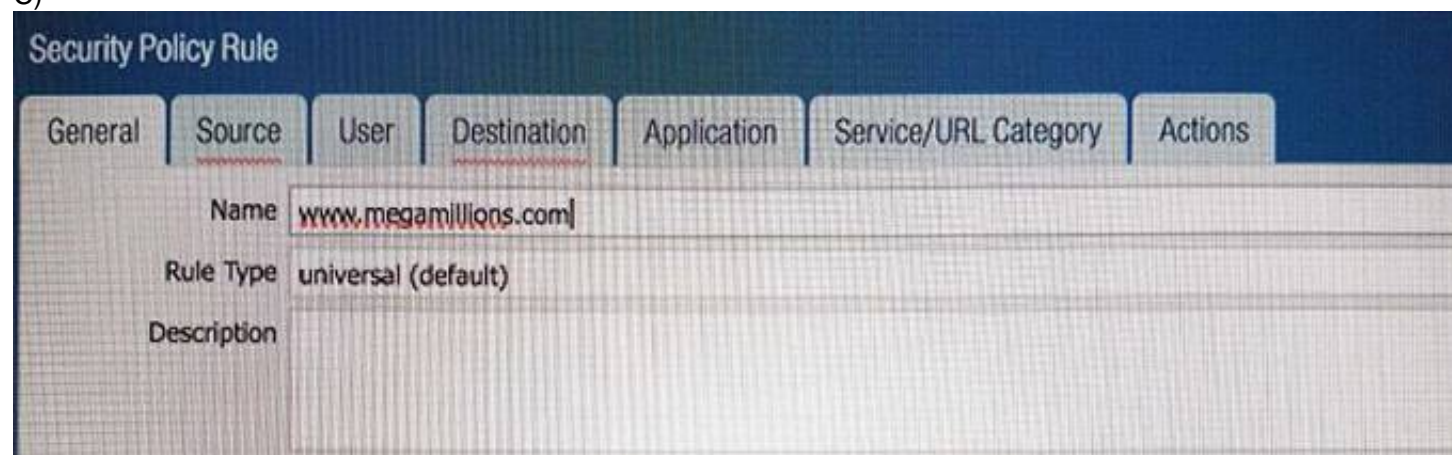 Security Policy Rule
General Source User Destination Application Service/URL Category Actions
Name www.megamillions.com
Rule Type universal (default)
Description